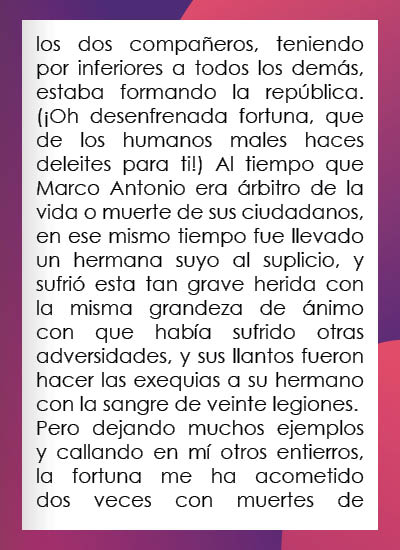 los dos compañeros, teniendo
por inferiores a todos los demás,
estaba formando la república.
(¡Oh desenfrenada fortuna, que
de los humanos males haces
deleites para ti!) Al tiempo que
Marco Antonio era árbitro de la
vida o muerte de sus ciudadanos,
en ese mismo tiempo fue llevado
un hermana suyo al suplicio, y
sufrió esta tan grave herida con
la misma grandeza de ánimo
con que había sufrido otras
adversidades, y sus llantos fueron
hacer las exequias a su hermano
con la sangre de veinte legiones.
Pero dejando muchos ejemplos
y callando en mí otros entierros,
la fortuna me ha acometido
dos veces con muertes de